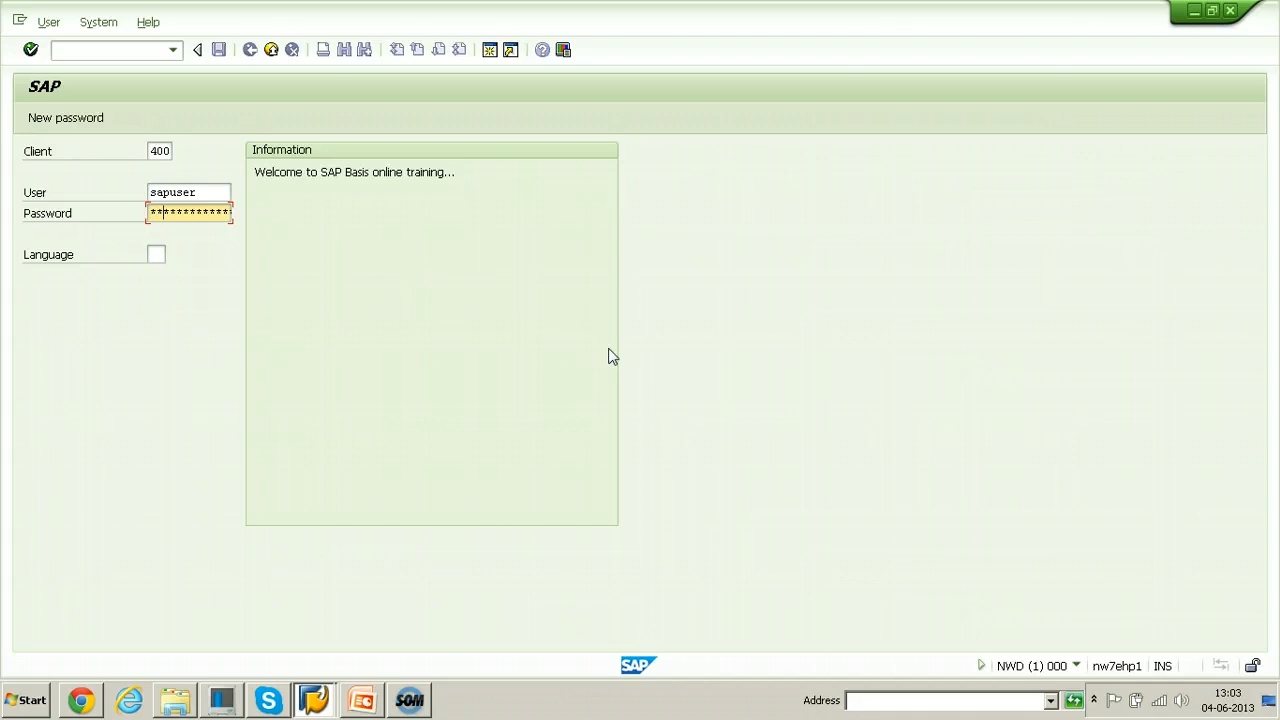 User System Help
SAP
New password
Client 400
Information
Welcome to SAP Basis online training...
User sapuser
Password ************
Language
SAP
NWD (1) 000 nw7ehp1 INS
Start
S
SOM
Address
13:03
04-06-2013